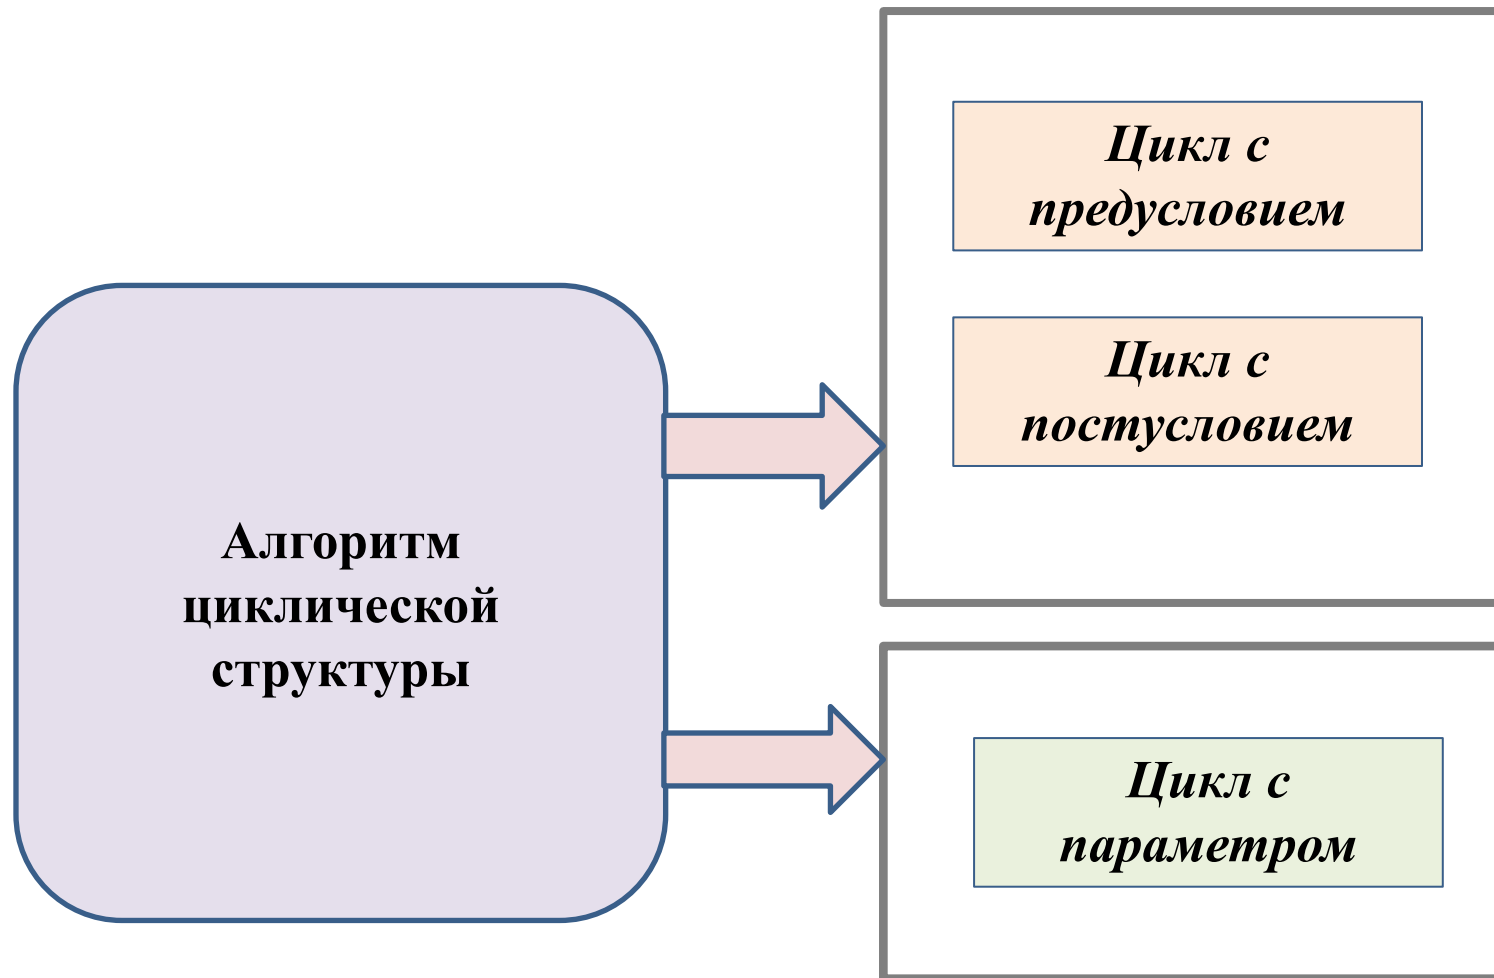 Цикл с
предусловием
Цикл с
постусловием
Алгоритм
циклической
структуры
Цикл с
параметром